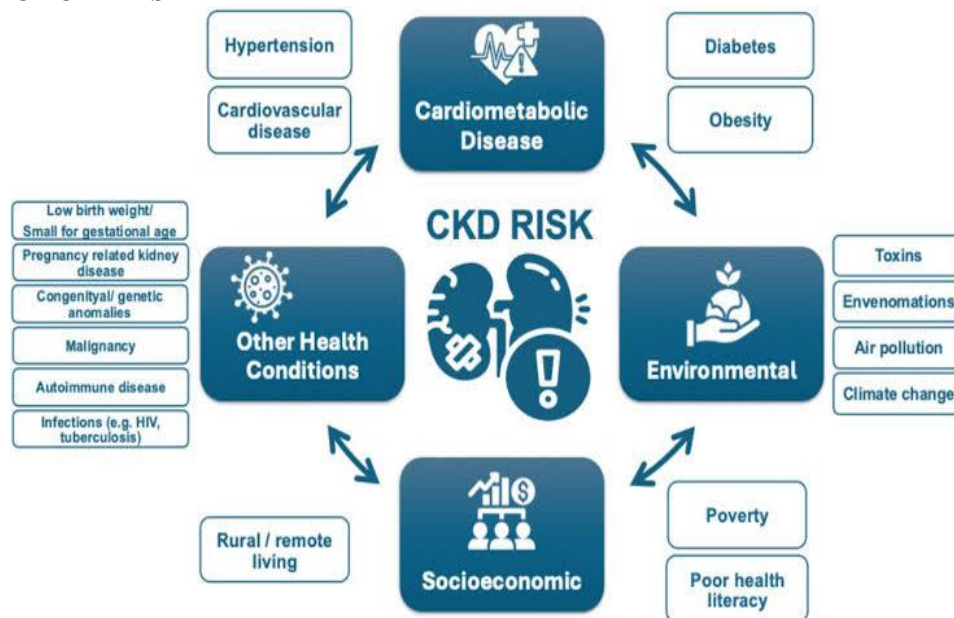 Hypertension
Cardiovascular
disease
Cardiometabolic
Disease
Diabetes
Obesity
CKD RISK
Low birth weight/
Small for gestational age
Pregnancy related kidney
disease
Congenityal/ genetic
anomalies
Malignancy
Autoimmune disease
Infections (e.g. HIV,
tuberculosis)
Other Health
Conditions
Environmental
Toxins
Envenomations
Air pollution
Climate change
Rural / remote
living
$
Socioeconomic
Poverty
Poor health
literacy